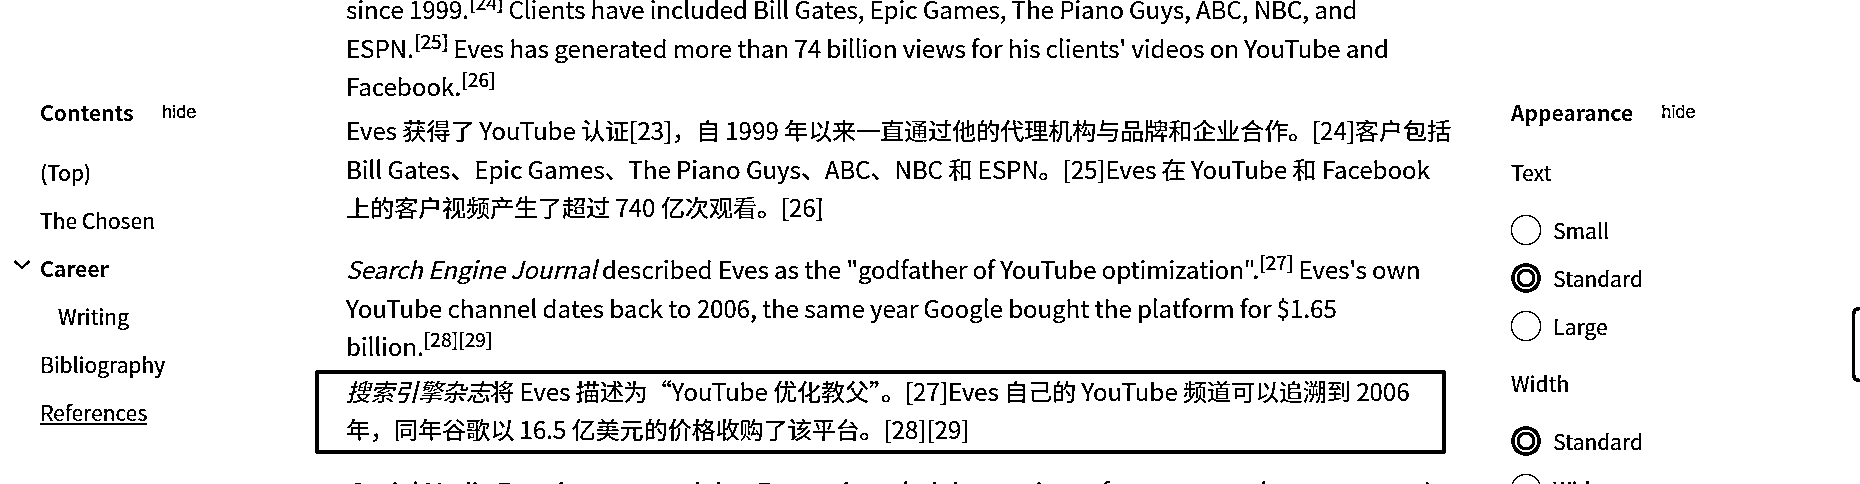 since 1999.[24] Clients have included Bill Gates, Epic Games, The Piano Guys, ABC, NBC, and
ESPN.[25] Eves has generated more than 74 billion views for his clients' videos on YouTube and
Facebook.[26]
Eves 获得了 YouTube 认证[23]，自 1999 年以来一直通过他的代理机构与品牌和企业合作。[24]客户包括
Bill Gates、Epic Games、The Piano Guys、ABC、NBC 和 ESPN。[25]Eves 在 YouTube 和 Facebook
上的客户视频产生了超过 740 亿次观看。[26]
Search Engine Journal described Eves as the "godfather of YouTube optimization".[27] Eves's own
YouTube channel dates back to 2006, the same year Google bought the platform for $1.65
billion.[28][29]
搜索引擎杂志将 Eves 描述为“YouTube 优化教父”。[27]Eves 自己的 YouTube 频道可以追溯到 2006
年，同年谷歌以 16.5 亿美元的价格收购了该平台。[28][29]
Contents hide
(Top)
The Chosen
Career
Writing
Bibliography
References
Appearance hide
Text
Small
Standard
Large
Width
Standard